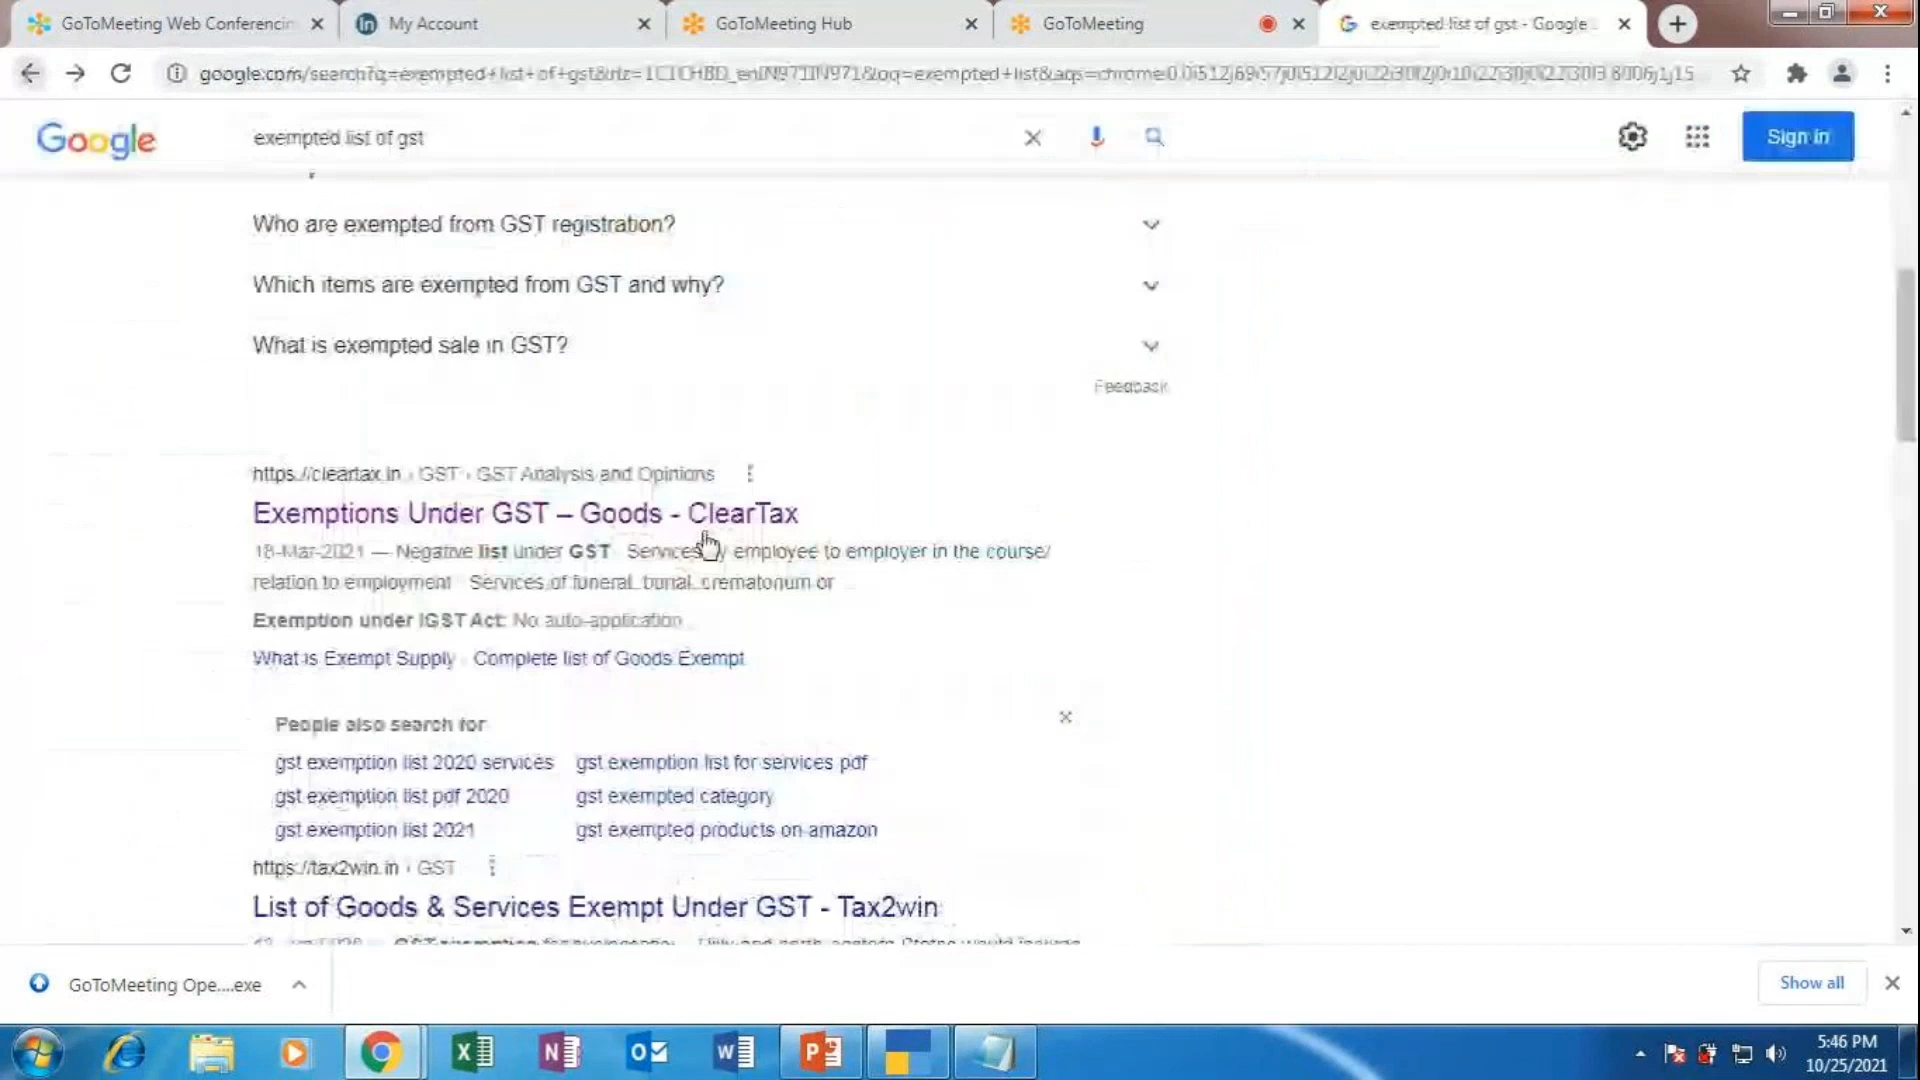 GoToMeeting Web Conferencin
My Account
GoToMeeting Hub
GoToMeeting
exempted list of gst - Google
Google
exempted list of gst
Sign in
Who are exempted from GST registration?
Which items are exempted from GST and why?
What is exempted sale in GST?
Feedback
https://cleartax.in › GST › GST Analysis and Opinions
Exemptions Under GST – Goods - ClearTax
18-Mar-2021 — Negative list under GST Services by employee to employer in the course/
relation to employment Services of funeral, burial, crematorium or
Exemption under IGST Act: No auto-application
What is Exempt Supply · Complete list of Goods Exempt
People also search for
gst exemption list 2020 services
gst exemption list for services pdf
gst exemption list pdf 2020
gst exempted category
gst exemption list 2021
gst exempted products on amazon
https://tax2win.in › GST
List of Goods & Services Exempt Under GST - Tax2win
GoToMeeting Ope....exe
Show all
5:46 PM
10/25/2021